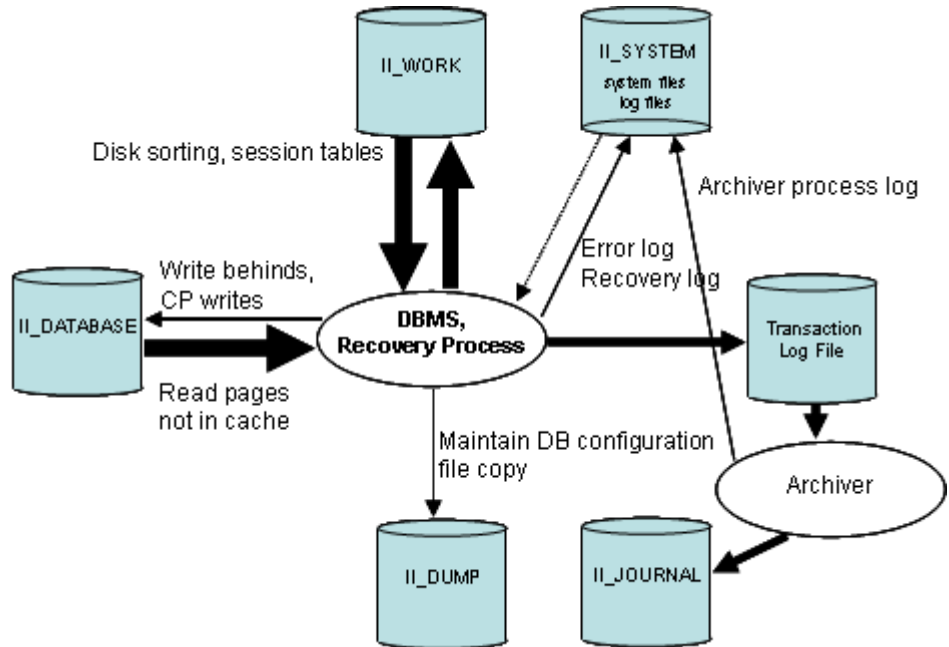 II_WORK
II_SYSTEM
system files
log files
Disk sorting, session tables
Archiver process log
Error log
Recovery log
Write behinds,
CP writes
II_DATABASE
DBMS,
Recovery Process
Transaction
Log File
Read pages
not in cache
Maintain DB configuration
file copy
Archiver
II_DUMP
II_JOURNAL